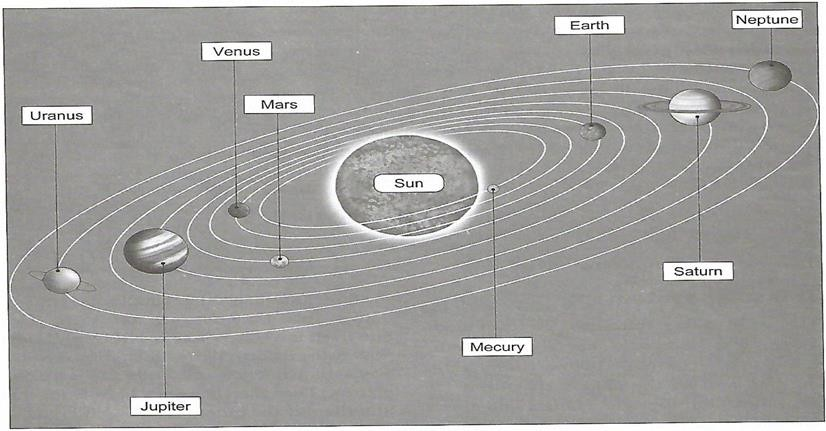 Neptune
Earth
Venus
Mars
Uranus
Sun
Saturn
Mecury
Jupiter